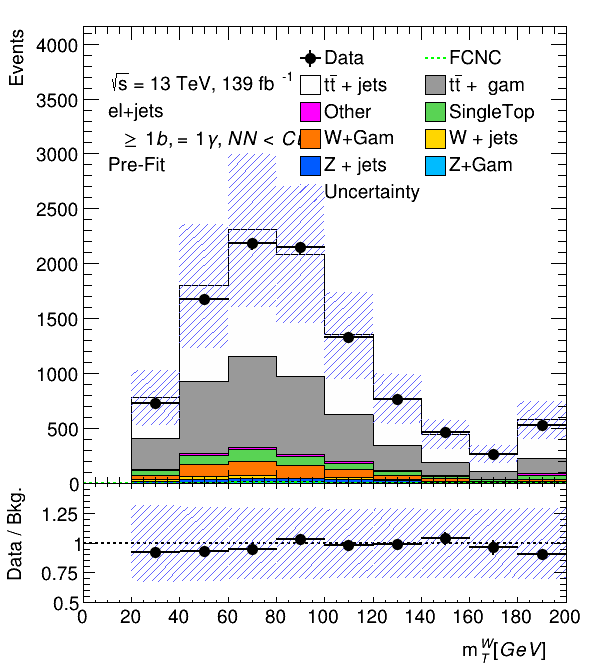 Events
4000
3500
3000
2500
2000
1500
1000
500
0
√s = 13 TeV, 139 fb -1
el+jets
≥ 1b, = 1γ, NN <
Pre-Fit
Data
FCNC
tt̄ + jets
tt̄ + gam
Other
SingleTop
W+Gam
W + jets
Z + jets
Z+Gam
Uncertainty
Data / Bkg.
1.25
1
0.75
0.5
0 20 40 60 80 100 120 140 160 180 200
m_T^W[GeV]